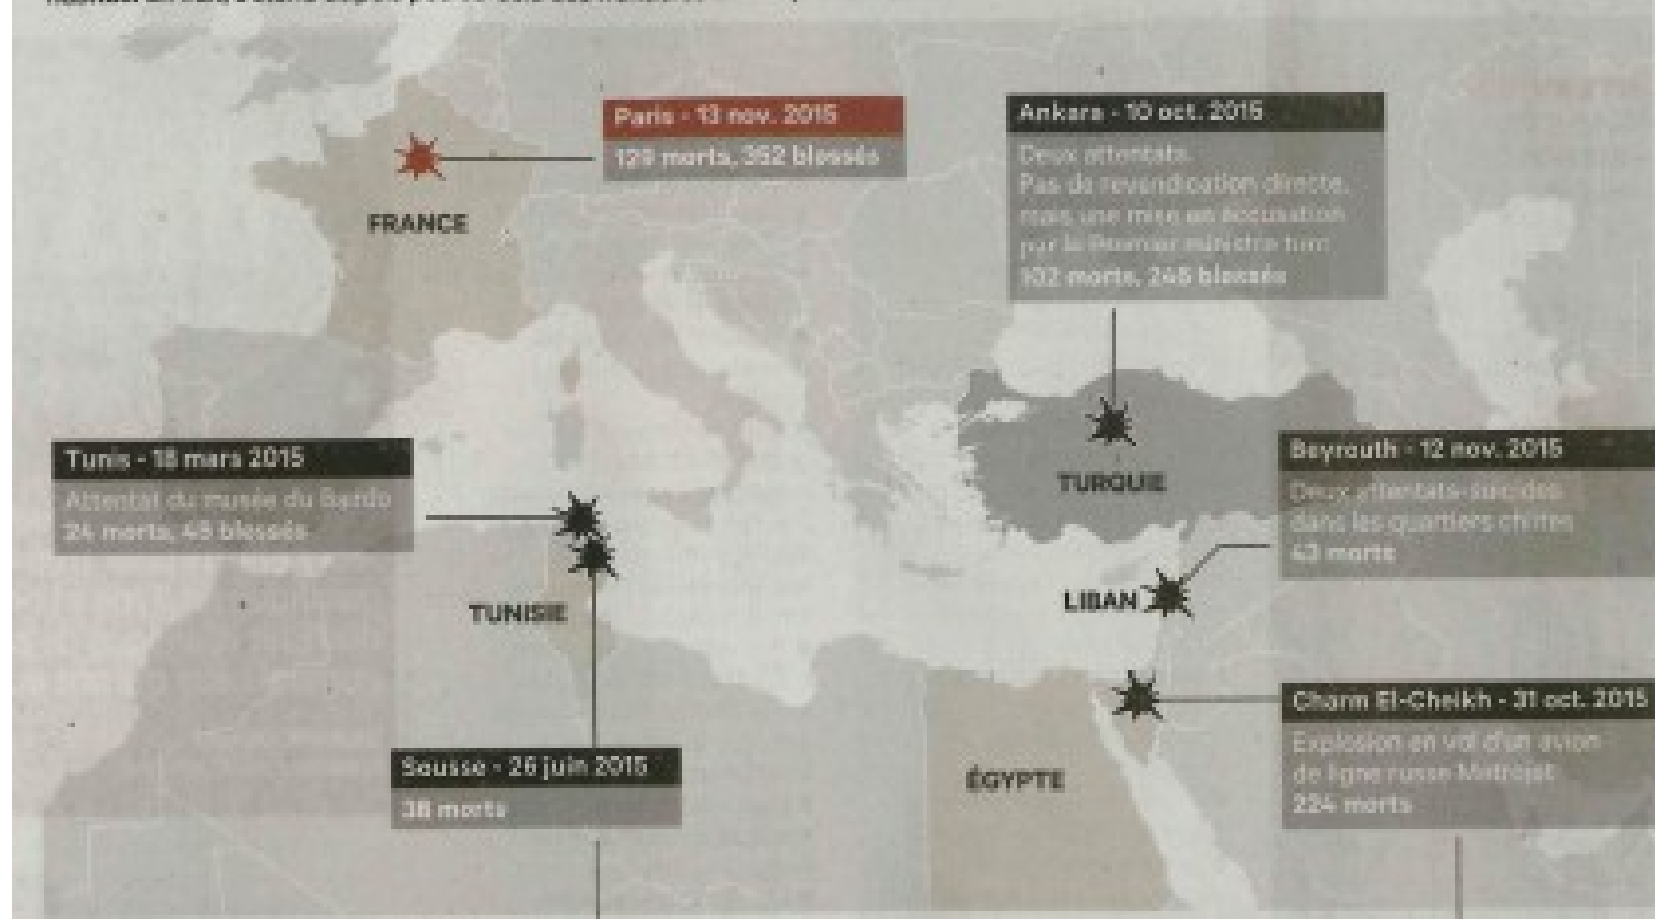 Paris - 13 nov. 2015
129 morts, 352 blessés
Ankara - 10 oct. 2015
Deux attentats.
Pas de revendication directe,
mais une mise en accusation
par le Premier ministre turc
102 morts, 245 blessés
FRANCE
Tunis - 18 mars 2015
Attentat du musée du Bardo
24 morts, 45 blessés
TURQUIE
Beyrouth - 12 nov. 2015
Deux attentats-suicides
dans les quartiers chiites
43 morts
TUNISIE
LIBAN
Charm El-Cheikh - 31 oct. 2015
Explosion en vol d'un avion
de ligne russe Metrojet
224 morts
Sousse - 26 juin 2015
38 morts
ÉGYPTE